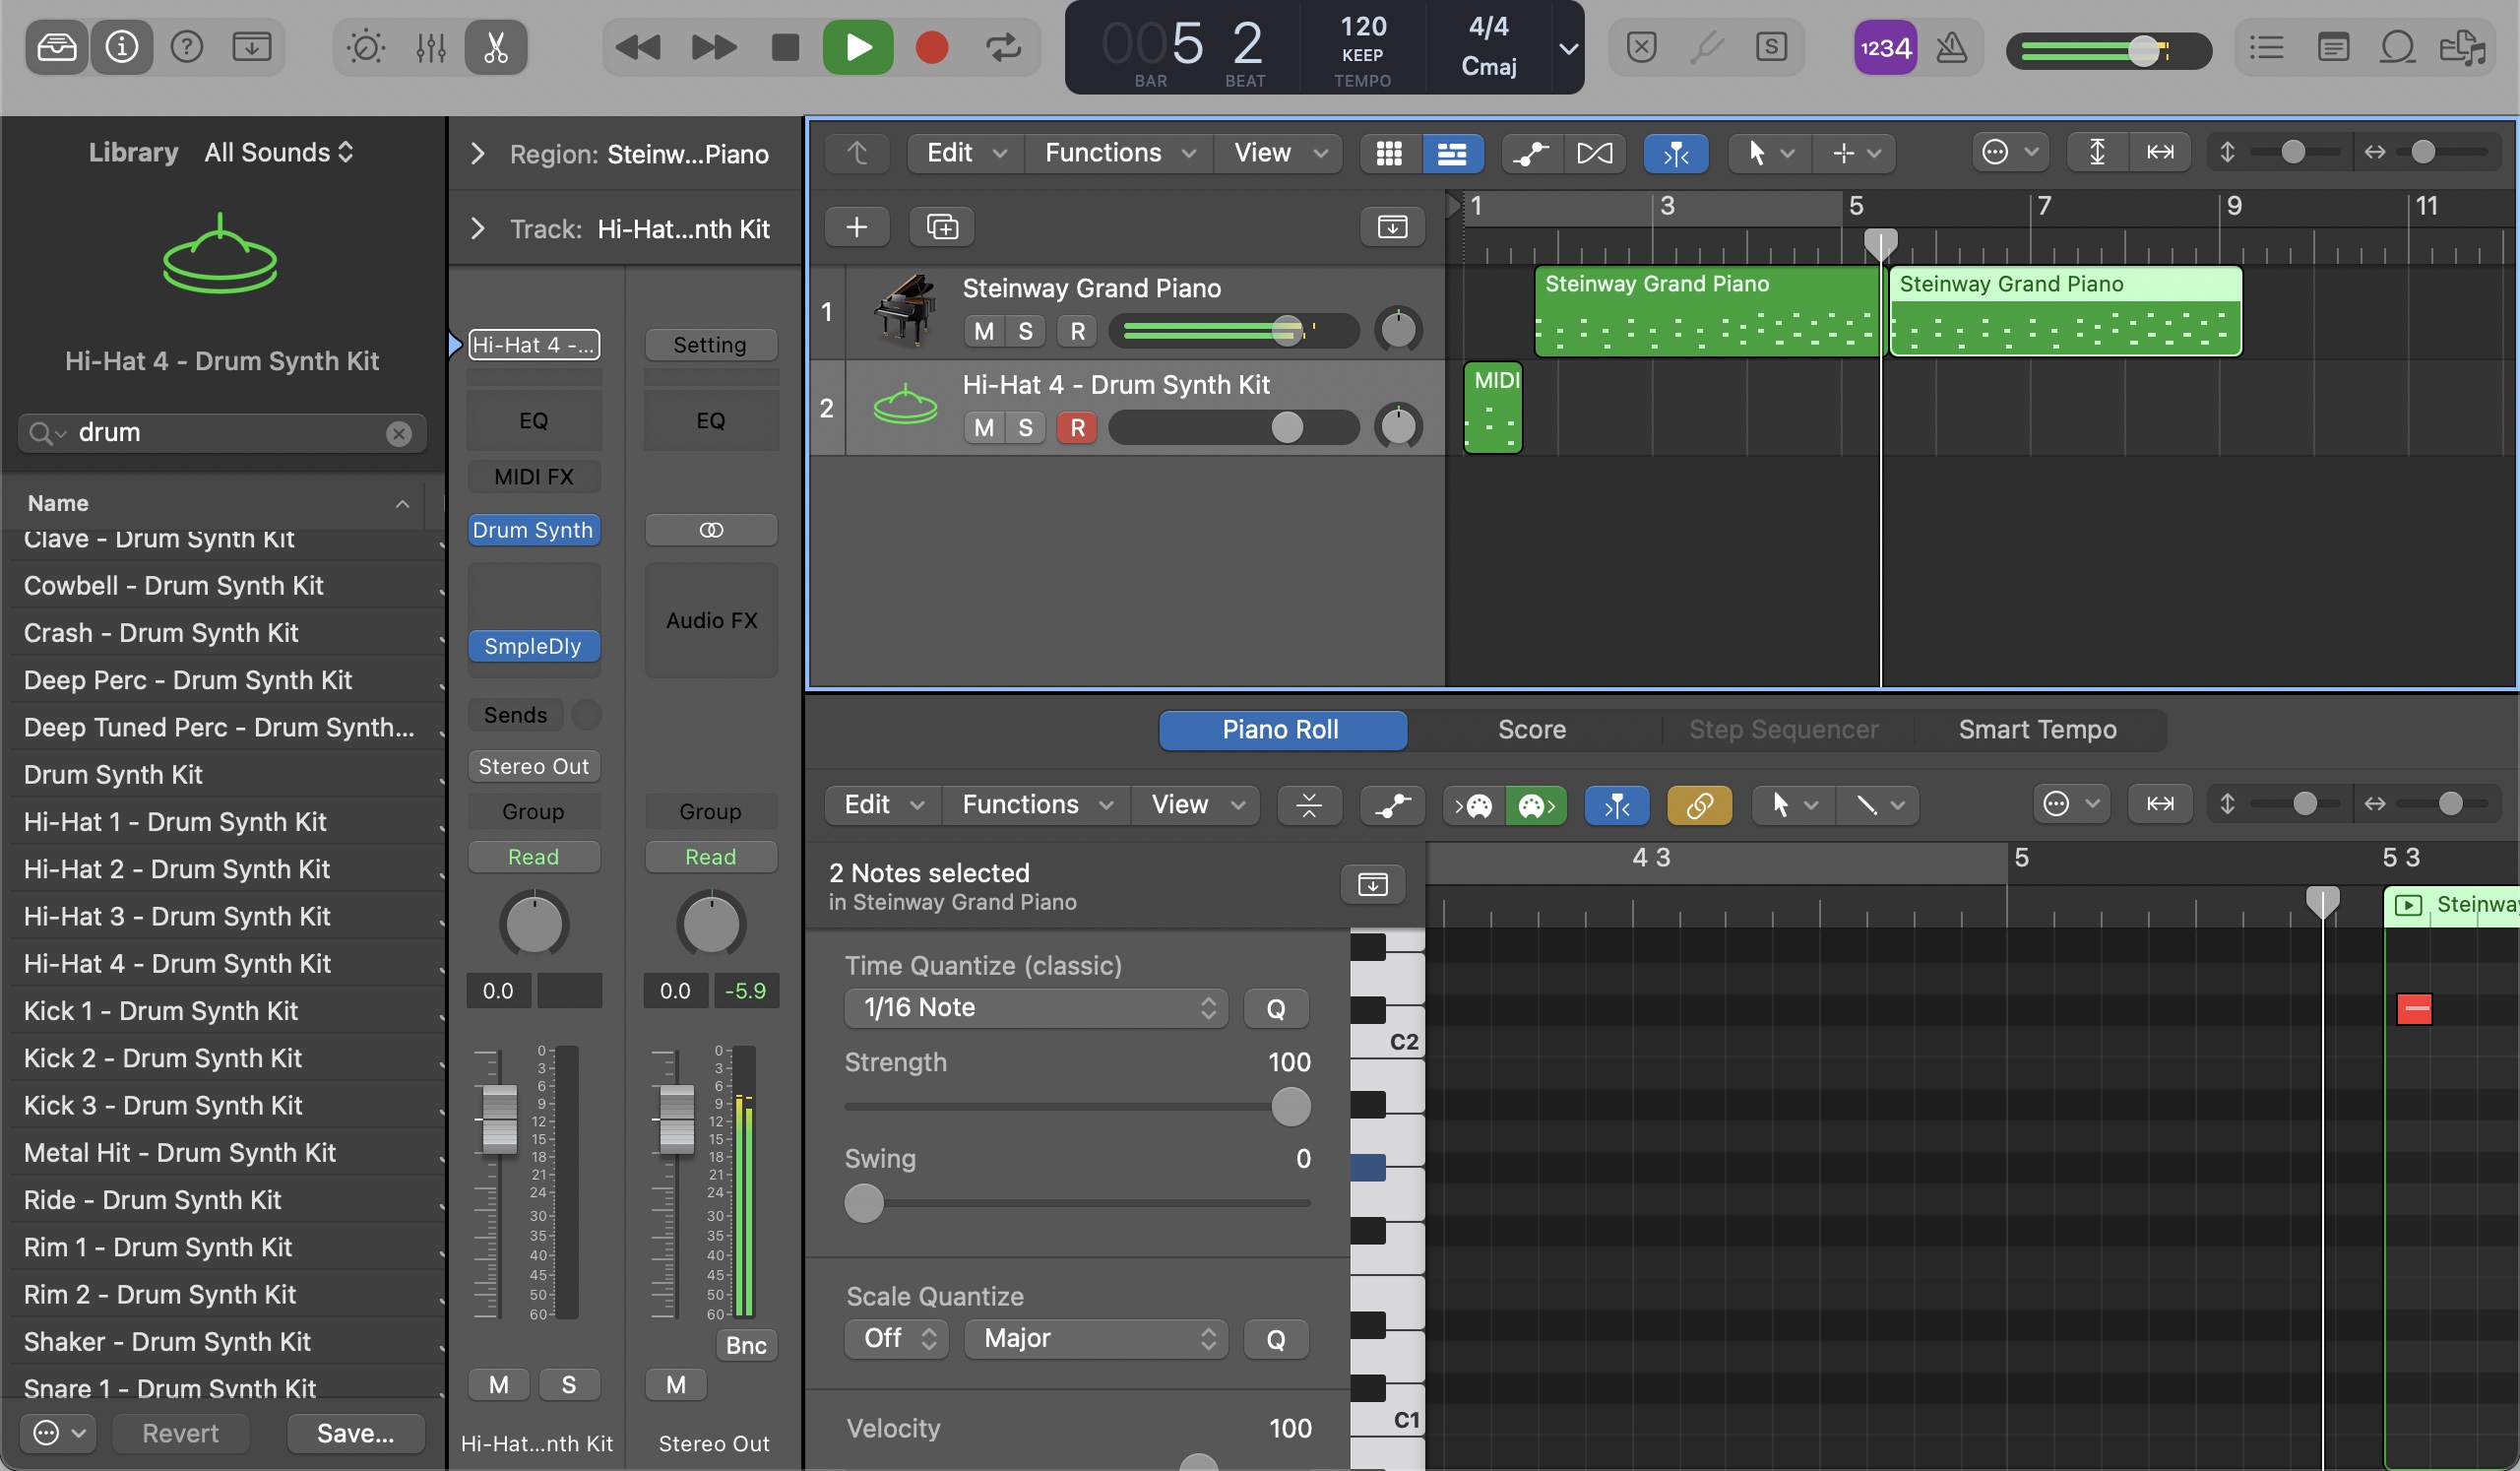 005 2
BAR BEAT
120
KEEP
TEMPO
4/4
Cmaj
S
1234
Library All Sounds
Hi-Hat 4 - Drum Synth Kit
drum
Name
Clave - Drum Synth Kit
Cowbell - Drum Synth Kit
Crash - Drum Synth Kit
Deep Perc - Drum Synth Kit
Deep Tuned Perc - Drum Synth...
Drum Synth Kit
Hi-Hat 1 - Drum Synth Kit
Hi-Hat 2 - Drum Synth Kit
Hi-Hat 3 - Drum Synth Kit
Hi-Hat 4 - Drum Synth Kit
Kick 1 - Drum Synth Kit
Kick 2 - Drum Synth Kit
Kick 3 - Drum Synth Kit
Metal Hit - Drum Synth Kit
Ride - Drum Synth Kit
Rim 1 - Drum Synth Kit
Rim 2 - Drum Synth Kit
Shaker - Drum Synth Kit
Snare 1 - Drum Synth Kit
Revert Save...
Region: Steinw...Piano
Track: Hi-Hat...nth Kit
Hi-Hat 4 -... Setting
EQ EQ
MIDI FX
Drum Synth
Audio FX
SmpleDly
Sends
Stereo Out
Group Group
Read Read
0.0 0.0 -5.9
0 0
3 3
6 6
9 9
12 12
15 15
18 18
21 21
24 24
30 30
35 35
40 40
45 45
50 50
60 60
Bnc
M S M
Hi-Hat...nth Kit Stereo Out
Edit Functions View
1 3 5 7 9 11
1 Steinway Grand Piano
M S R
Steinway Grand Piano Steinway Grand Piano
2 Hi-Hat 4 - Drum Synth Kit
M S R
MIDI
Piano Roll Score Step Sequencer Smart Tempo
Edit Functions View
2 Notes selected
in Steinway Grand Piano
4 3 5 5 3
Steinway
Time Quantize (classic)
1/16 Note Q
C2
Strength 100
Swing 0
Scale Quantize
Off Major Q
C1
Velocity 100